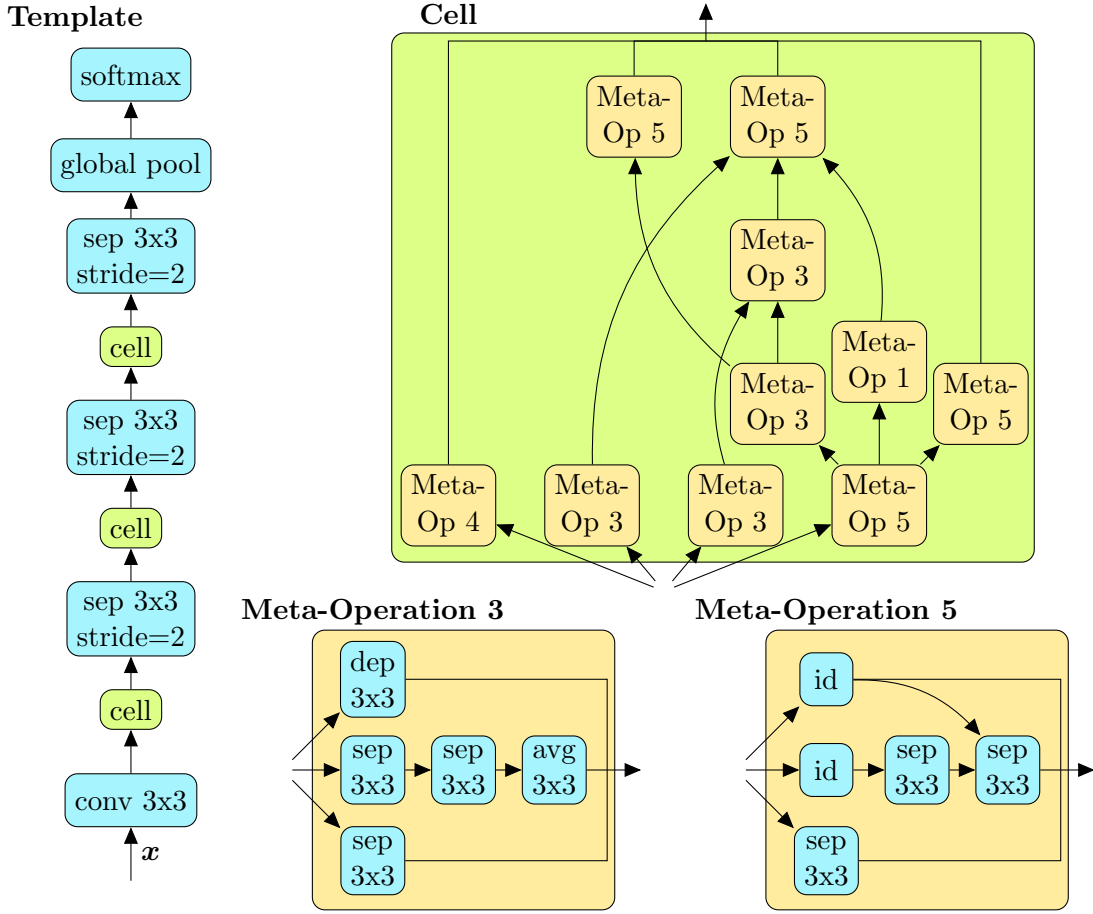 Template
softmax
global pool
sep 3x3
stride=2
cell
sep 3x3
stride=2
cell
sep 3x3
stride=2
cell
conv 3x3
x
Cell
Meta-
Op 5
Meta-
Op 5
Meta-
Op 3
Meta-
Op 1
Meta-
Op 3
Meta-
Op 5
Meta-
Op 4
Meta-
Op 3
Meta-
Op 3
Meta-
Op 5
Meta-Operation 3
dep
3x3
sep
3x3
sep
3x3
avg
3x3
sep
3x3
Meta-Operation 5
id
id
sep
3x3
sep
3x3
sep
3x3